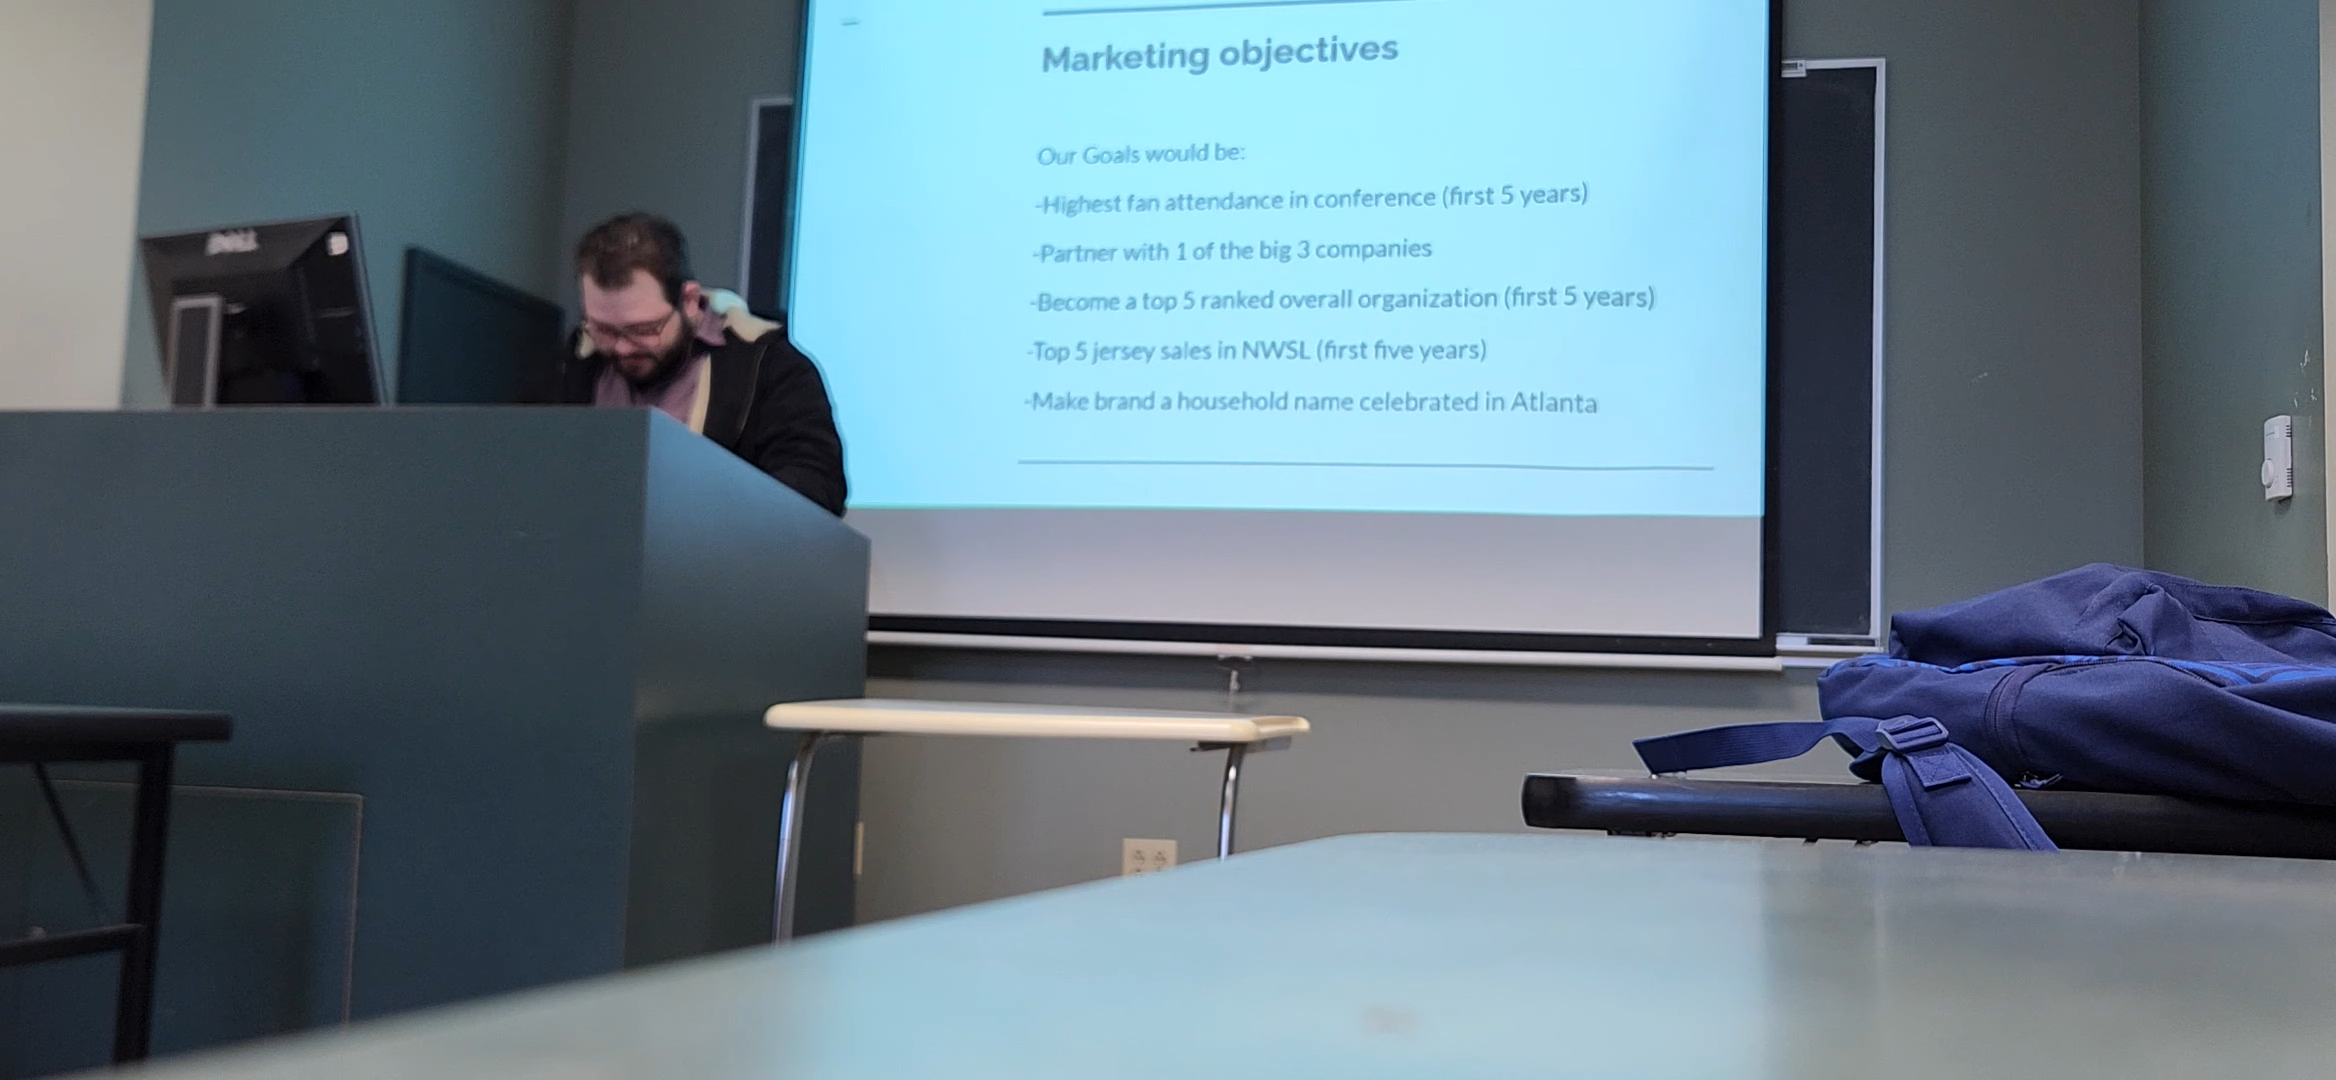 Marketing objectives
Our Goals would be:
-Highest fan attendance in conference (first 5 years)
-Partner with 1 of the big 3 companies
-Become a top 5 ranked overall organization (first 5 years)
-Top 5 jersey sales in NWSL (first five years)
-Make brand a household name celebrated in Atlanta
DELL